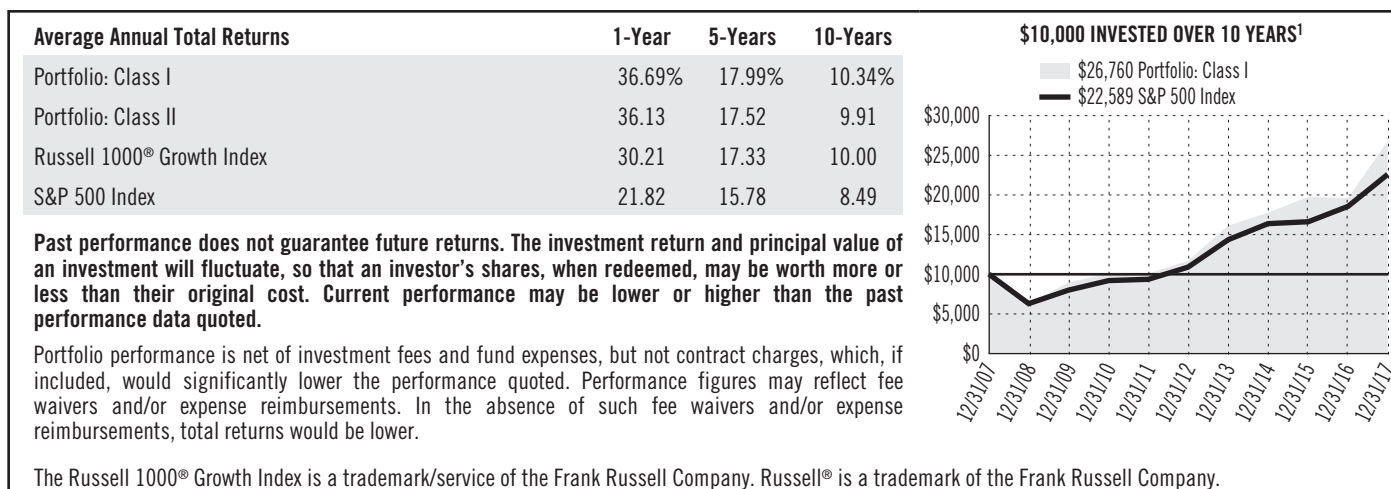 Average Annual Total Returns 1-Year 5-Years 10-Years
Portfolio: Class I 36.69% 17.99% 10.34%
Portfolio: Class II 36.13 17.52 9.91
Russell 1000® Growth Index 30.21 17.33 10.00
S&P 500 Index 21.82 15.78 8.49
Past performance does not guarantee future returns. The investment return and principal value of
an investment will fluctuate, so that an investor’s shares, when redeemed, may be worth more or
less than their original cost. Current performance may be lower or higher than the past
performance data quoted.
Portfolio performance is net of investment fees and fund expenses, but not contract charges, which, if
included, would significantly lower the performance quoted. Performance figures may reflect fee
waivers and/or expense reimbursements. In the absence of such fee waivers and/or expense
reimbursements, total returns would be lower.
$10,000 INVESTED OVER 10 YEARS¹
$26,760 Portfolio: Class I
$22,589 S&P 500 Index
$30,000
$25,000
$20,000
$15,000
$10,000
$5,000
$0
12/31/07
12/31/08
12/31/09
12/31/10
12/31/11
12/31/12
12/31/13
12/31/14
12/31/15
12/31/16
12/31/17
The Russell 1000® Growth Index is a trademark/service of the Frank Russell Company. Russell® is a trademark of the Frank Russell Company.